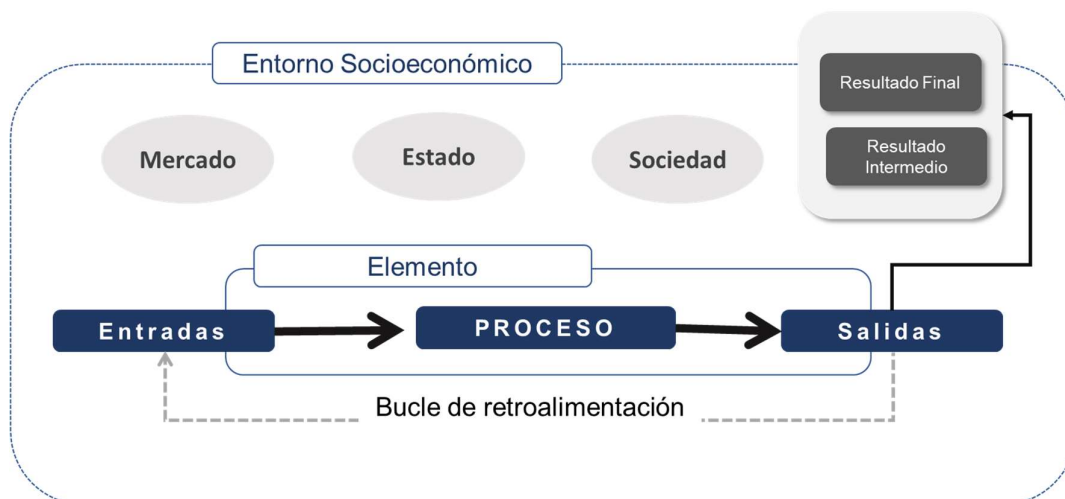 Entorno Socioeconómico
Resultado Final
Resultado
Intermedio
Mercado
Estado
Sociedad
Elemento
Entradas
PROCESO
Salidas
Bucle de retroalimentación